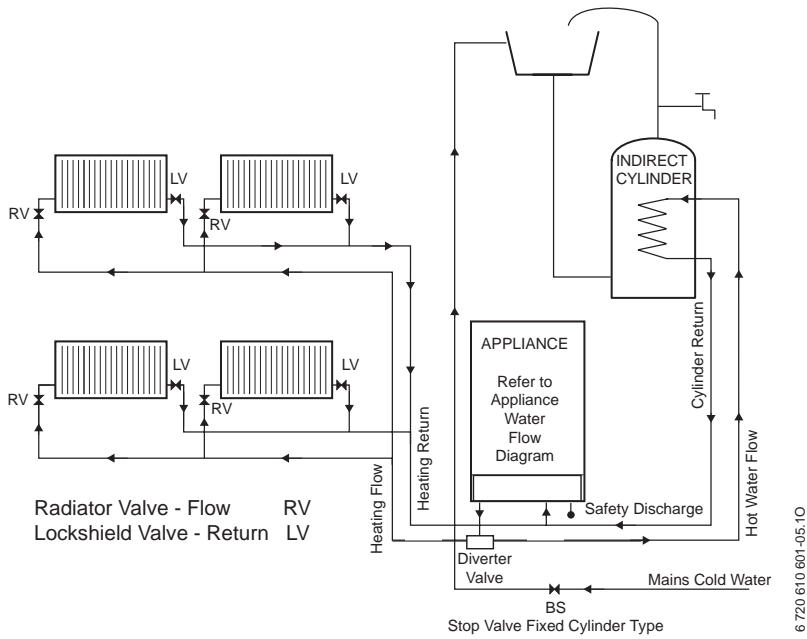 LV
LV
INDIRECT
CYLINDER
RV
RV
APPLIANCE
Refer to
Appliance
Water
Flow
Diagram
LV
LV
RV
RV
Cylinder Return
Heating Return
Heating Flow
Hot Water Flow
Radiator Valve - Flow RV
Lockshield Valve - Return LV
Safety Discharge
Diverter
Valve
Mains Cold Water
BS
Stop Valve Fixed Cylinder Type
6 720 610 601-05.1O